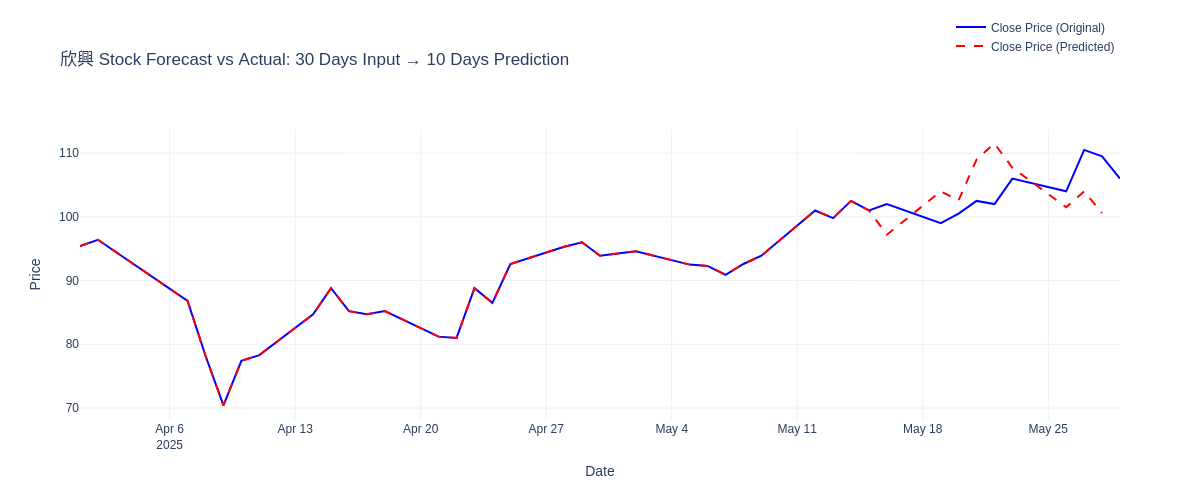 Close Price (Original)
Close Price (Predicted)
欣興 Stock Forecast vs Actual: 30 Days Input → 10 Days Prediction
110
100
90
80
70
Price
Apr 6
2025
Apr 13
Apr 20
Apr 27
May 4
May 11
May 18
May 25
Date